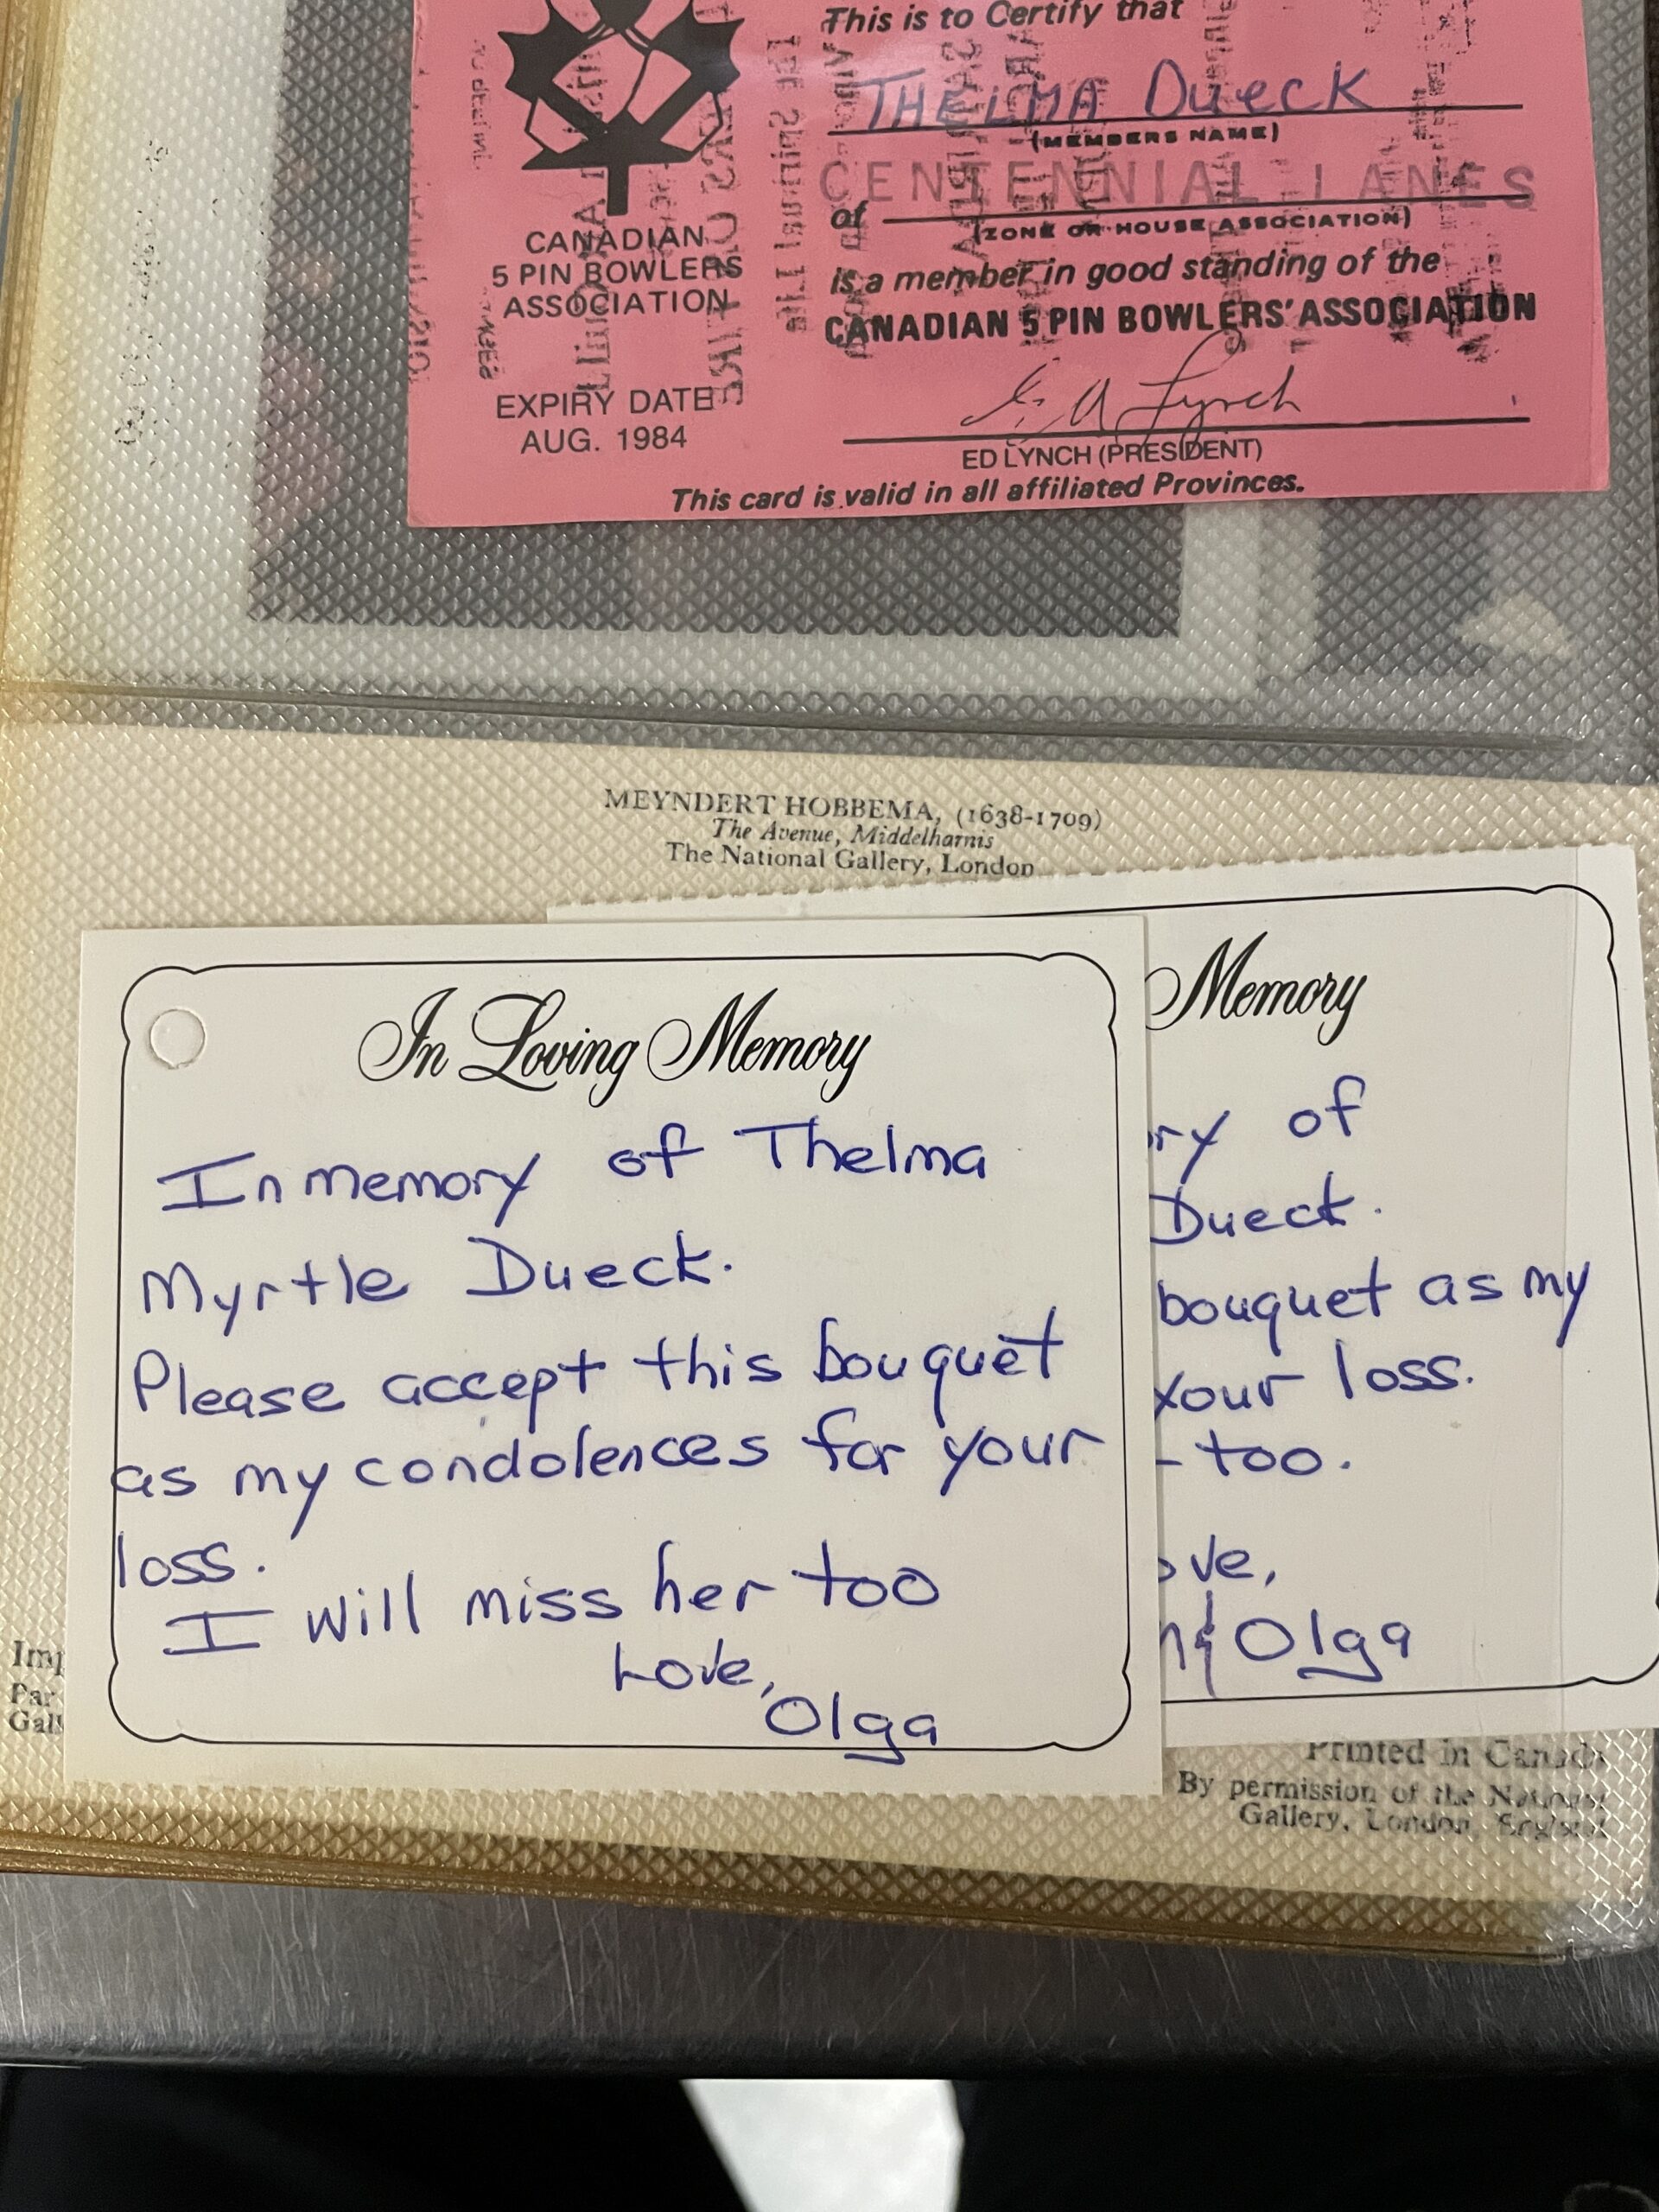 This is to Certify that
THELMA DUECK
(MEMBERS NAME)
CENTENNIAL LANES
of
(ZONE OR HOUSE ASSOCIATION)
is a member in good standing of the
CANADIAN 5 PIN BOWLERS' ASSOCIATION
E. A Lynch
ED LYNCH (PRESIDENT)
This card is valid in all affiliated Provinces.
CANADIAN
5 PIN BOWLERS
ASSOCIATION
EXPIRY DATE
AUG. 1984
MEYNDERT HOBBEMA, (1638-1709)
The Avenue, Middelharnis
The National Gallery, London
In Loving Memory
In memory of Thelma
Myrtle Dueck.
Please accept this bouquet
as my condolences for your
loss.
I will miss her too
Love,
Olga
Memory
of
Dueck.
bouquet as my
your loss.
too.
Olga
Printed in Canada
By permission of the National
Gallery, London, England